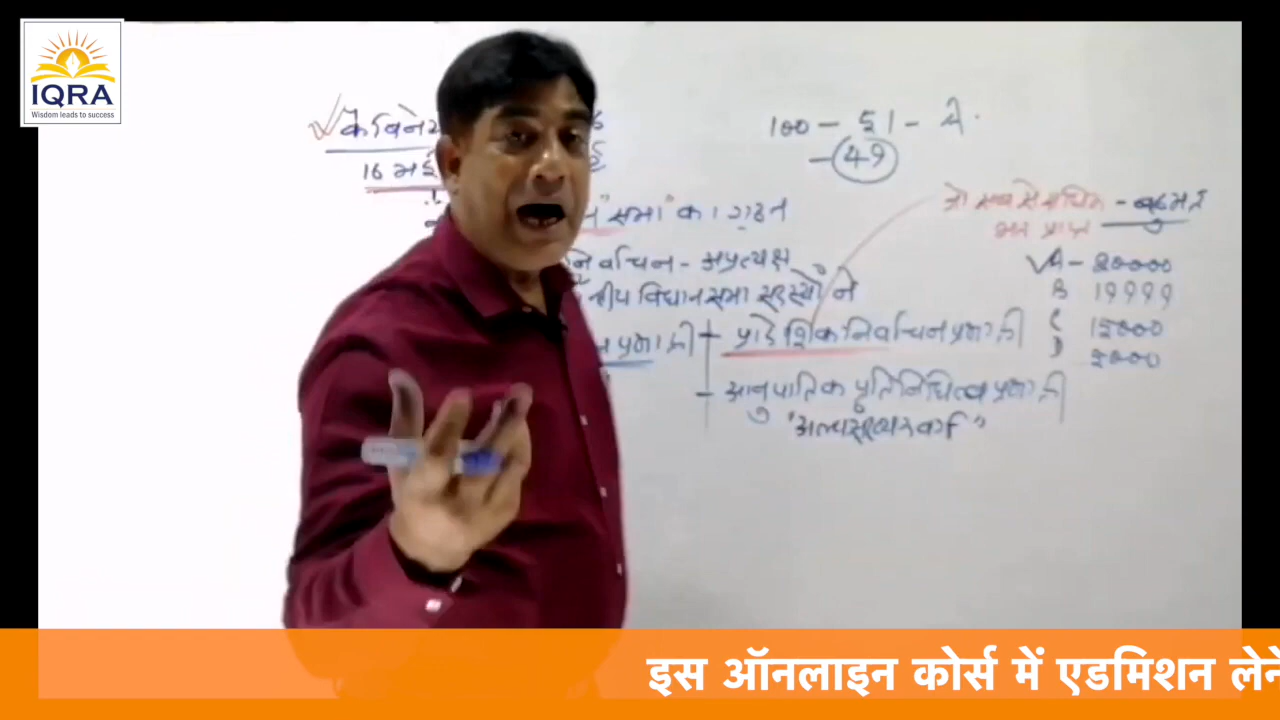 IQRA
Wisdom leads to success
कैबिने
16 मई
100 - 51 - से
- 49
"सभा" का गठन
जो सबसे अधिक - बहुमत
मत प्राप्त
निर्वाचन - अप्रत्यक्ष
विधानसभा सदस्यों ने
प्रणाली - प्रादेशिक निर्वाचन प्रणाली
- आनुपातिक प्रतिनिधित्व प्रणाली
"अल्पसंख्यक वर्ग"
A - 20000
B 19999
C 15000
D 5000
इस ऑनलाइन कोर्स में एडमिशन लेने